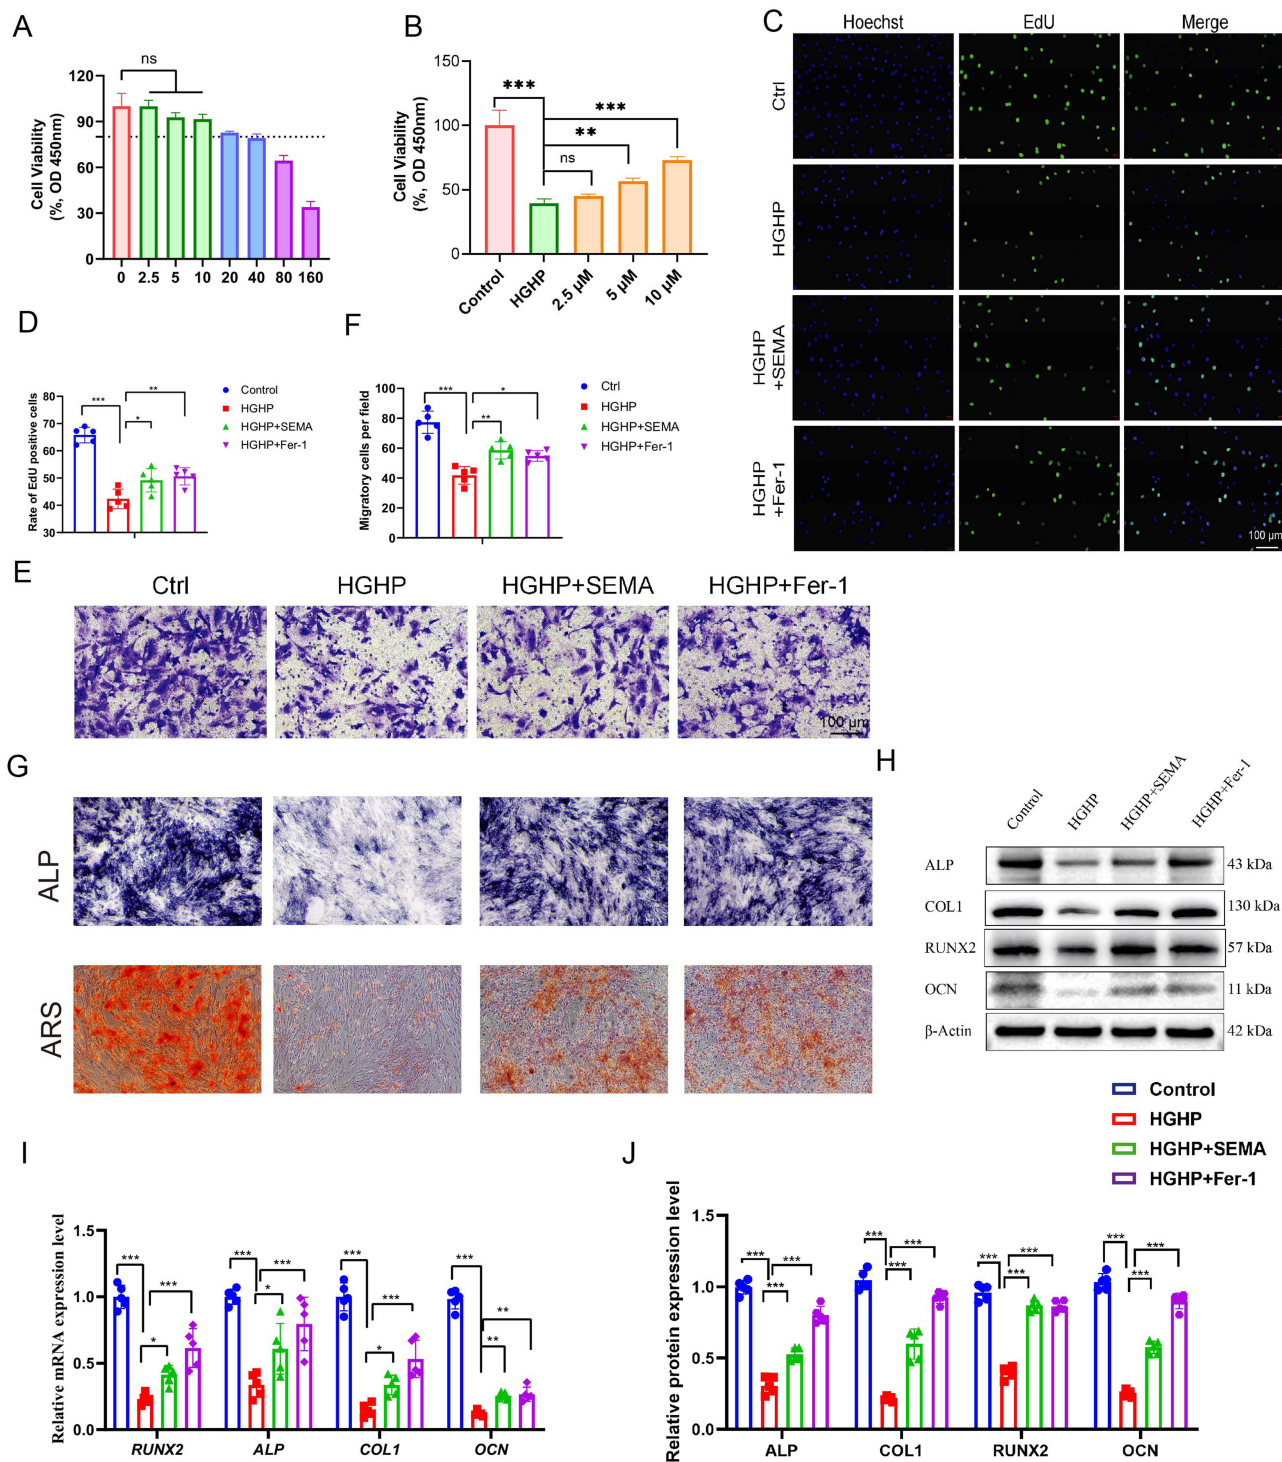 A
ns
120
90
60
30
0
Cell Viability
(%, OD 450nm)
0 2.5 5 10 20 40 80 160
B
150
100
50
0
Cell Viability
(%, OD 450nm)
***
***
**
ns
Control HGHP 2.5 µM 5 µM 10 µM
C
Hoechst EdU Merge
Ctrl
HGHP
HGHP
+SEMA
HGHP
+Fer-1
100 µm
D
Rate of EdU positive cells
80
70
60
50
40
30
***
**
*
Control
HGHP
HGHP+SEMA
HGHP+Fer-1
F
Migratory cells per field
100
80
60
40
20
0
***
*
**
Ctrl
HGHP
HGHP+SEMA
HGHP+Fer-1
E
Ctrl HGHP HGHP+SEMA HGHP+Fer-1
100 µm
G
ALP
ARS
H
Control HGHP HGHP+SEMA HGHP+Fer-1
ALP 43 kDa
COL1 130 kDa
RUNX2 57 kDa
OCN 11 kDa
β-Actin 42 kDa
Control
HGHP
HGHP+SEMA
HGHP+Fer-1
I
Relative mRNA expression level
1.5
1.0
0.5
0.0
*** *** * *** *** * *** *** * *** ** **
RUNX2 ALP COL1 OCN
J
Relative protein expression level
1.5
1.0
0.5
0.0
*** *** *** *** *** *** *** *** *** *** *** ***
ALP COL1 RUNX2 OCN